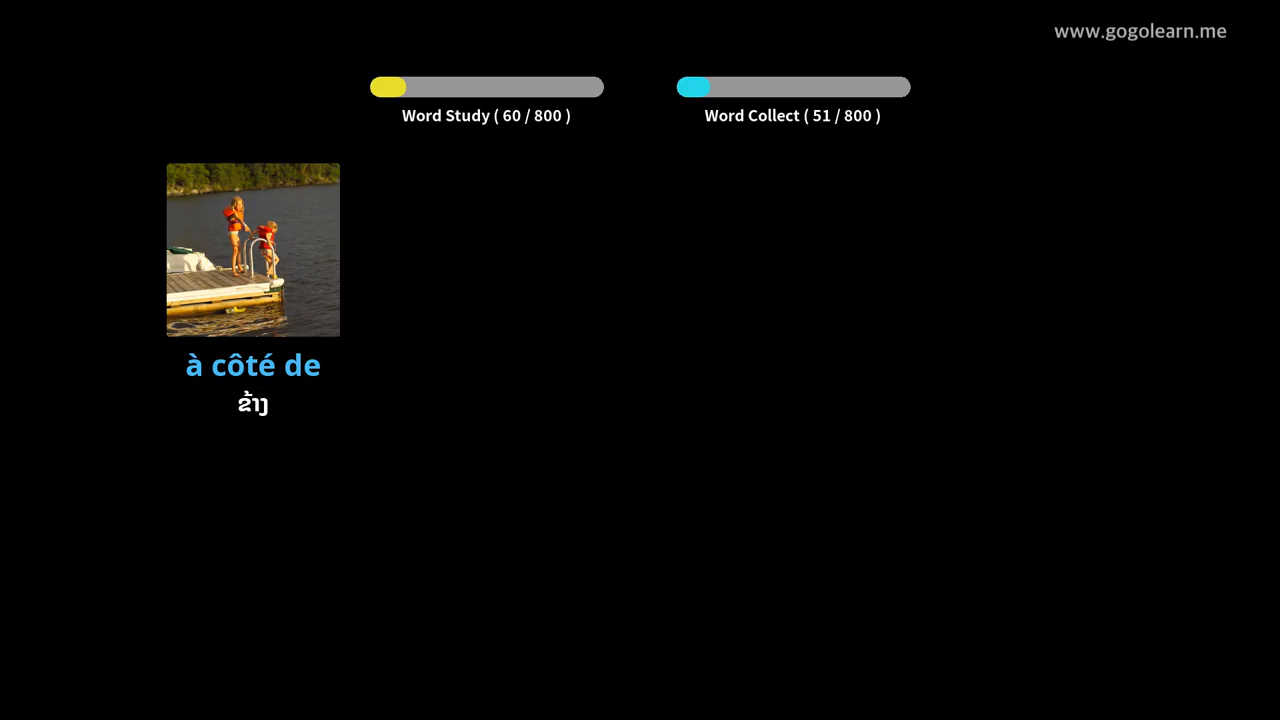 www.gogolearn.me
Word Study ( 60 / 800 )
Word Collect ( 51 / 800 )
à côté de
ຂ້າງ